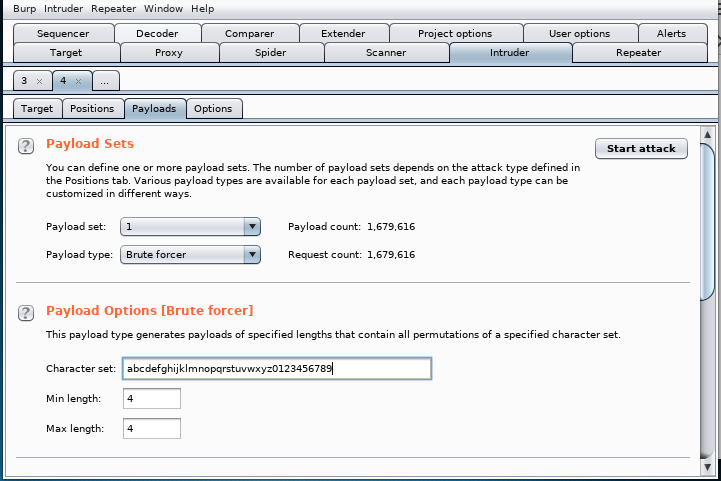 Burp Intruder Repeater Window Help
Sequencer Decoder Comparer Extender Project options User options Alerts
Target Proxy Spider Scanner Intruder Repeater
3 × 4 × ...
Target Positions Payloads Options
? Payload Sets Start attack
You can define one or more payload sets. The number of payload sets depends on the attack type defined in
the Positions tab. Various payload types are available for each payload set, and each payload type can be
customized in different ways.
Payload set: 1 Payload count: 1,679,616
Payload type: Brute forcer Request count: 1,679,616
? Payload Options [Brute forcer]
This payload type generates payloads of specified lengths that contain all permutations of a specified character set.
Character set: abcdefghijklmnopqrstuvwxyz0123456789
Min length: 4
Max length: 4